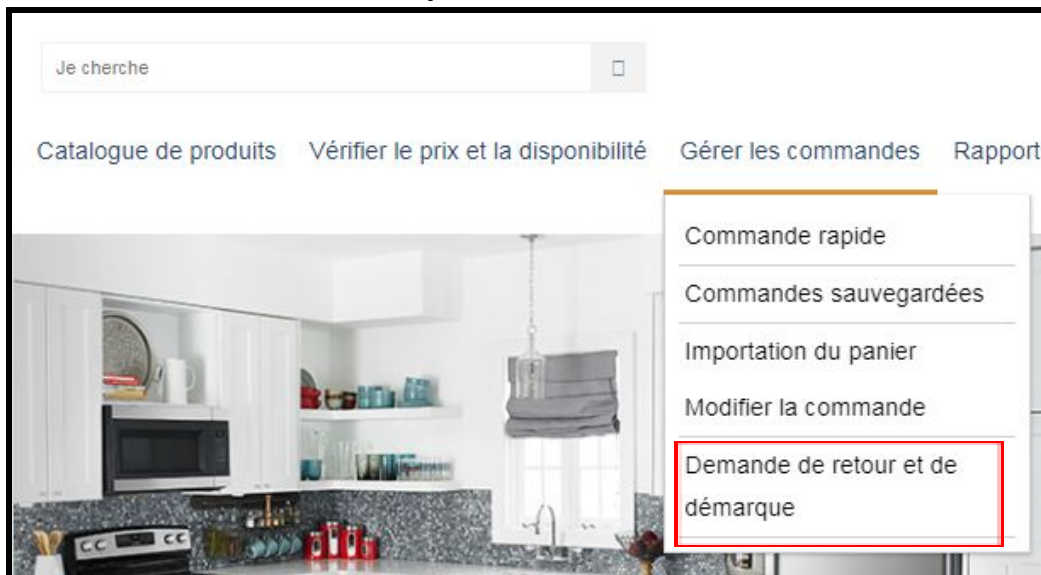 Je cherche
Catalogue de produits Vérifier le prix et la disponibilité Gérer les commandes Rapport
Commande rapide
Commandes sauvegardées
Importation du panier
Modifier la commande
Demande de retour et de
démarque